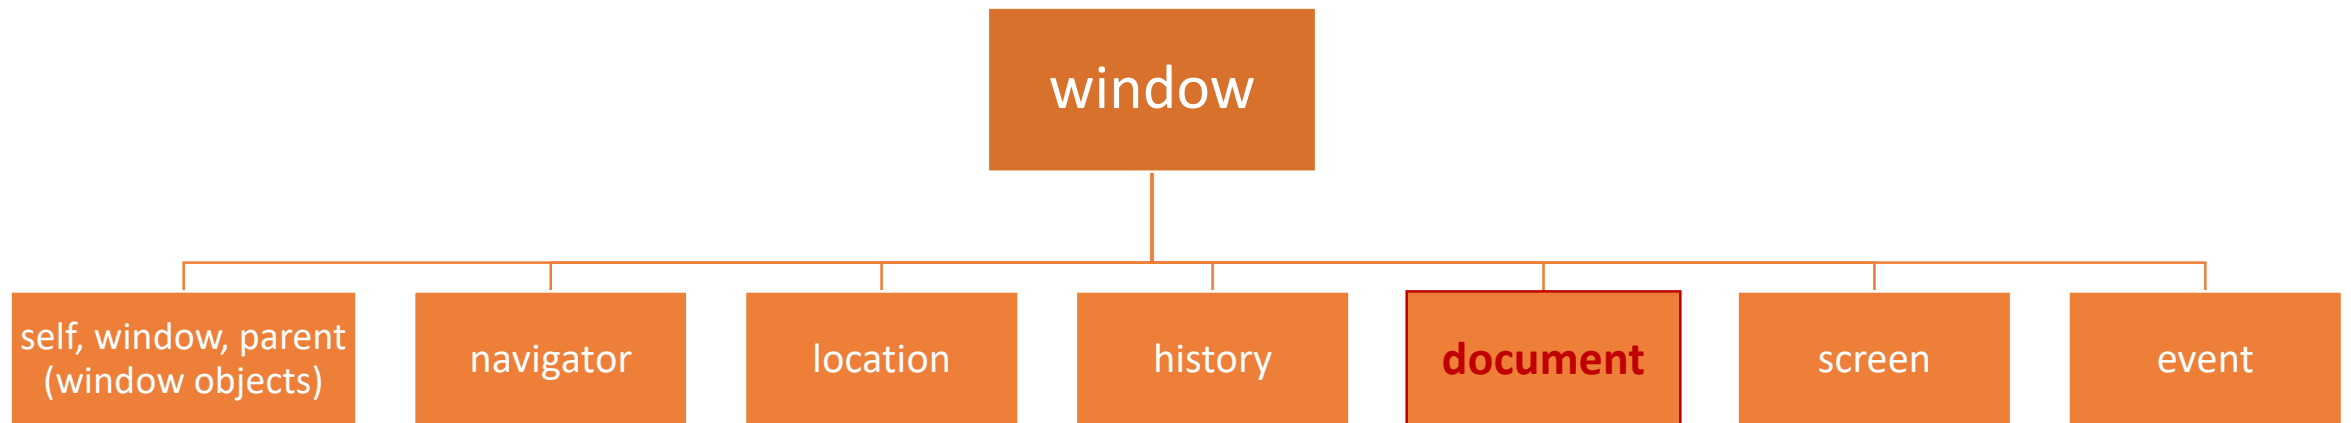 window
self, window, parent
(window objects)
navigator
location
history
document
screen
event